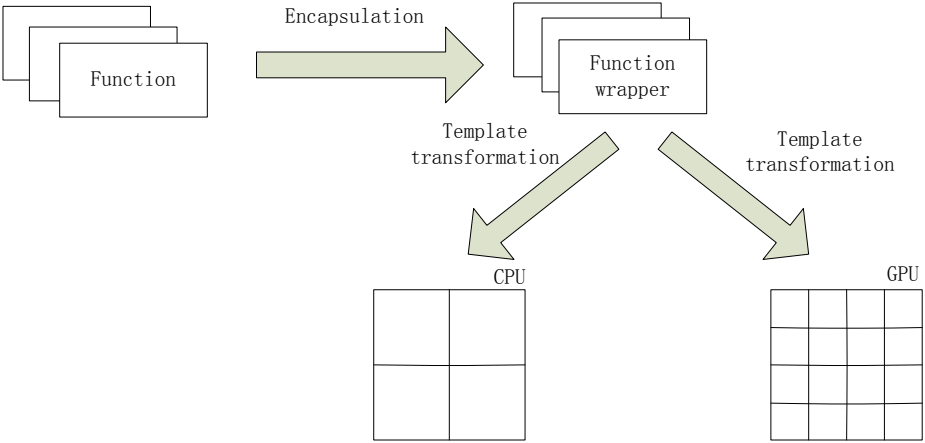 Encapsulation
Function
Function
wrapper
Template
transformation
Template
transformation
CPU
GPU